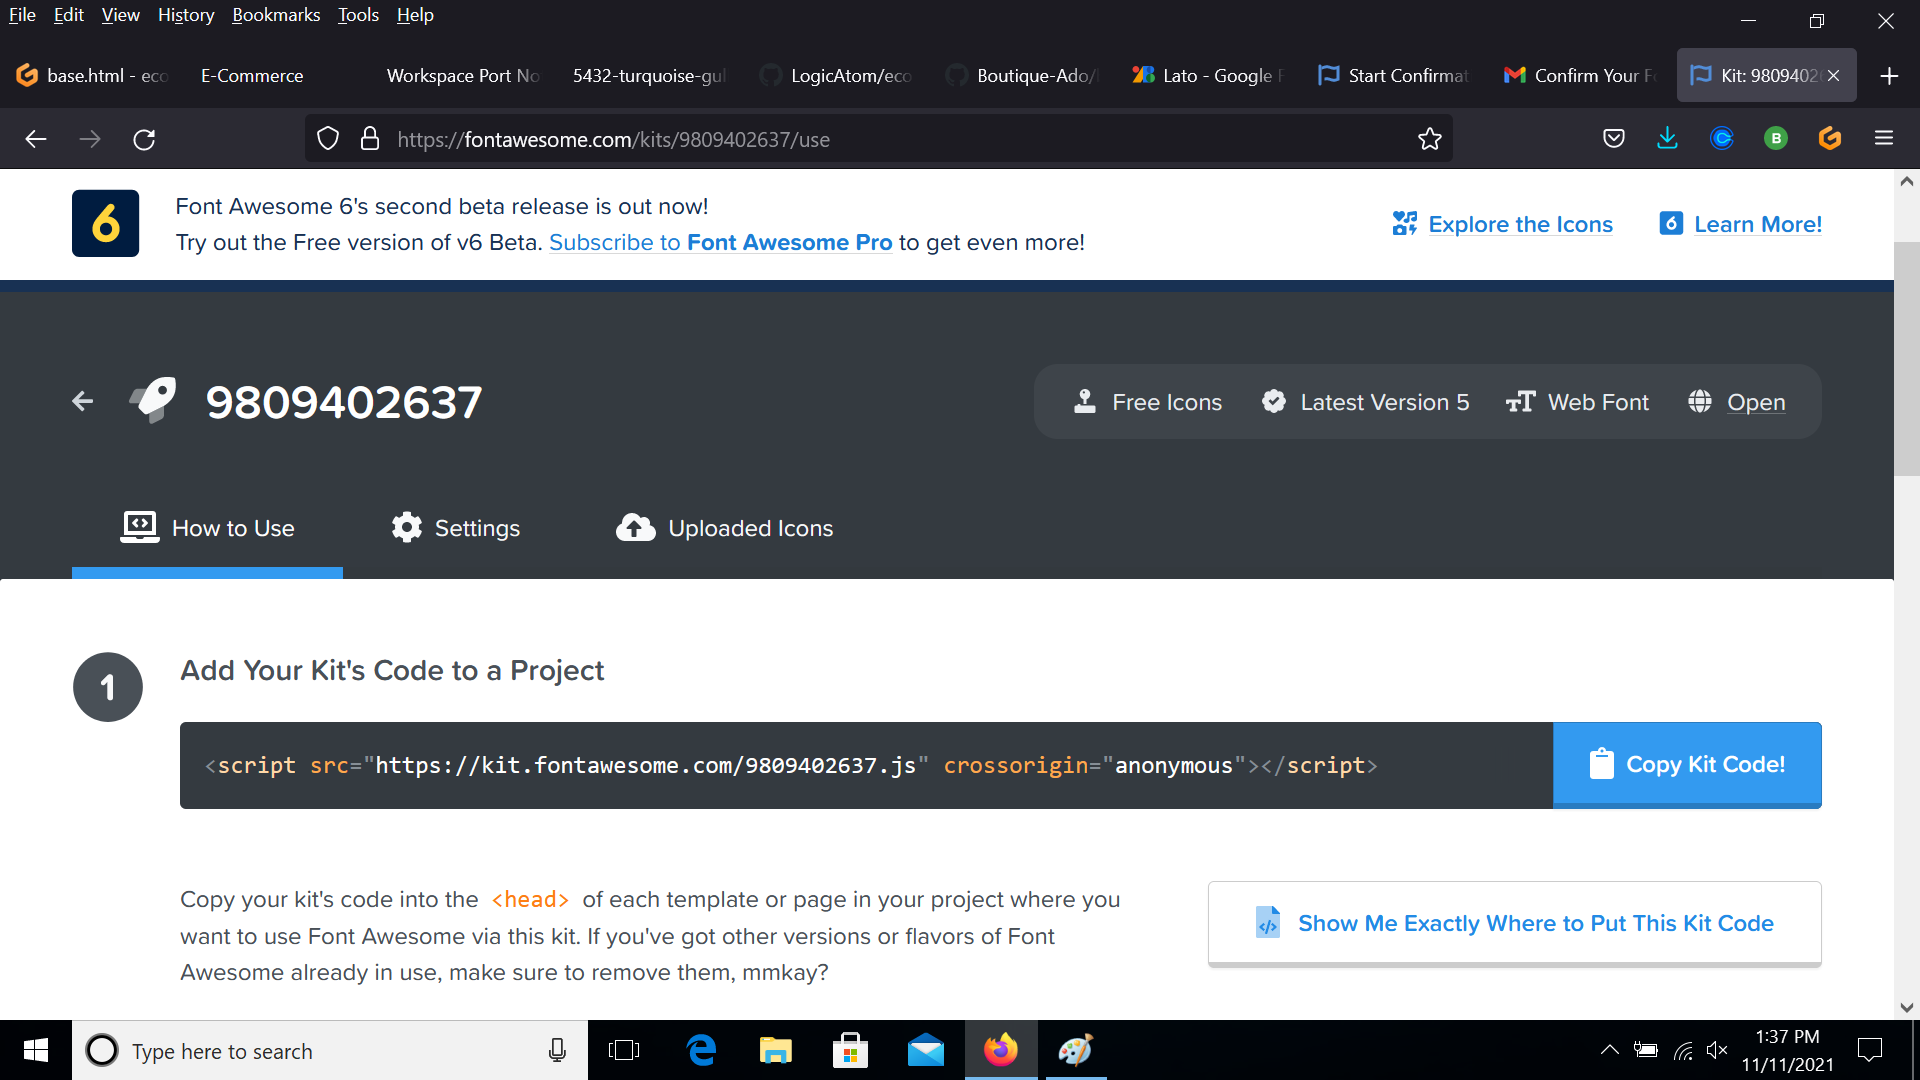 File Edit View History Bookmarks Tools Help
base.html - eco E-Commerce Workspace Port No 5432-turquoise-gul LogicAtom/eco Boutique-Ado/ Lato - Google F Start Confirmat Confirm Your Fo Kit: 9809402
https://fontawesome.com/kits/9809402637/use
6
Font Awesome 6's second beta release is out now!
Try out the Free version of v6 Beta. Subscribe to Font Awesome Pro to get even more!
Explore the Icons 6 Learn More!
9809402637
Free Icons Latest Version 5 Web Font Open
How to Use Settings Uploaded Icons
1
Add Your Kit's Code to a Project
<script src="https://kit.fontawesome.com/9809402637.js" crossorigin="anonymous"></script>
Copy Kit Code!
Copy your kit's code into the <head> of each template or page in your project where you
want to use Font Awesome via this kit. If you've got other versions or flavors of Font
Awesome already in use, make sure to remove them, mmkay?
Show Me Exactly Where to Put This Kit Code
Type here to search
1:37 PM
11/11/2021